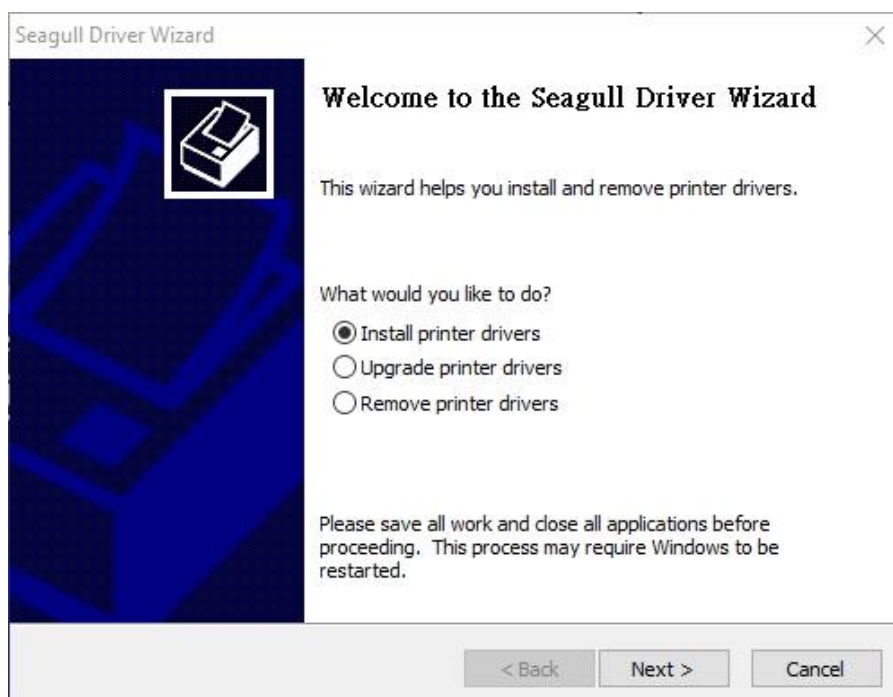 Seagull Driver Wizard
Welcome to the Seagull Driver Wizard
This wizard helps you install and remove printer drivers.
What would you like to do?
Install printer drivers
Upgrade printer drivers
Remove printer drivers
Please save all work and close all applications before
proceeding. This process may require Windows to be
restarted.
< Back Next > Cancel